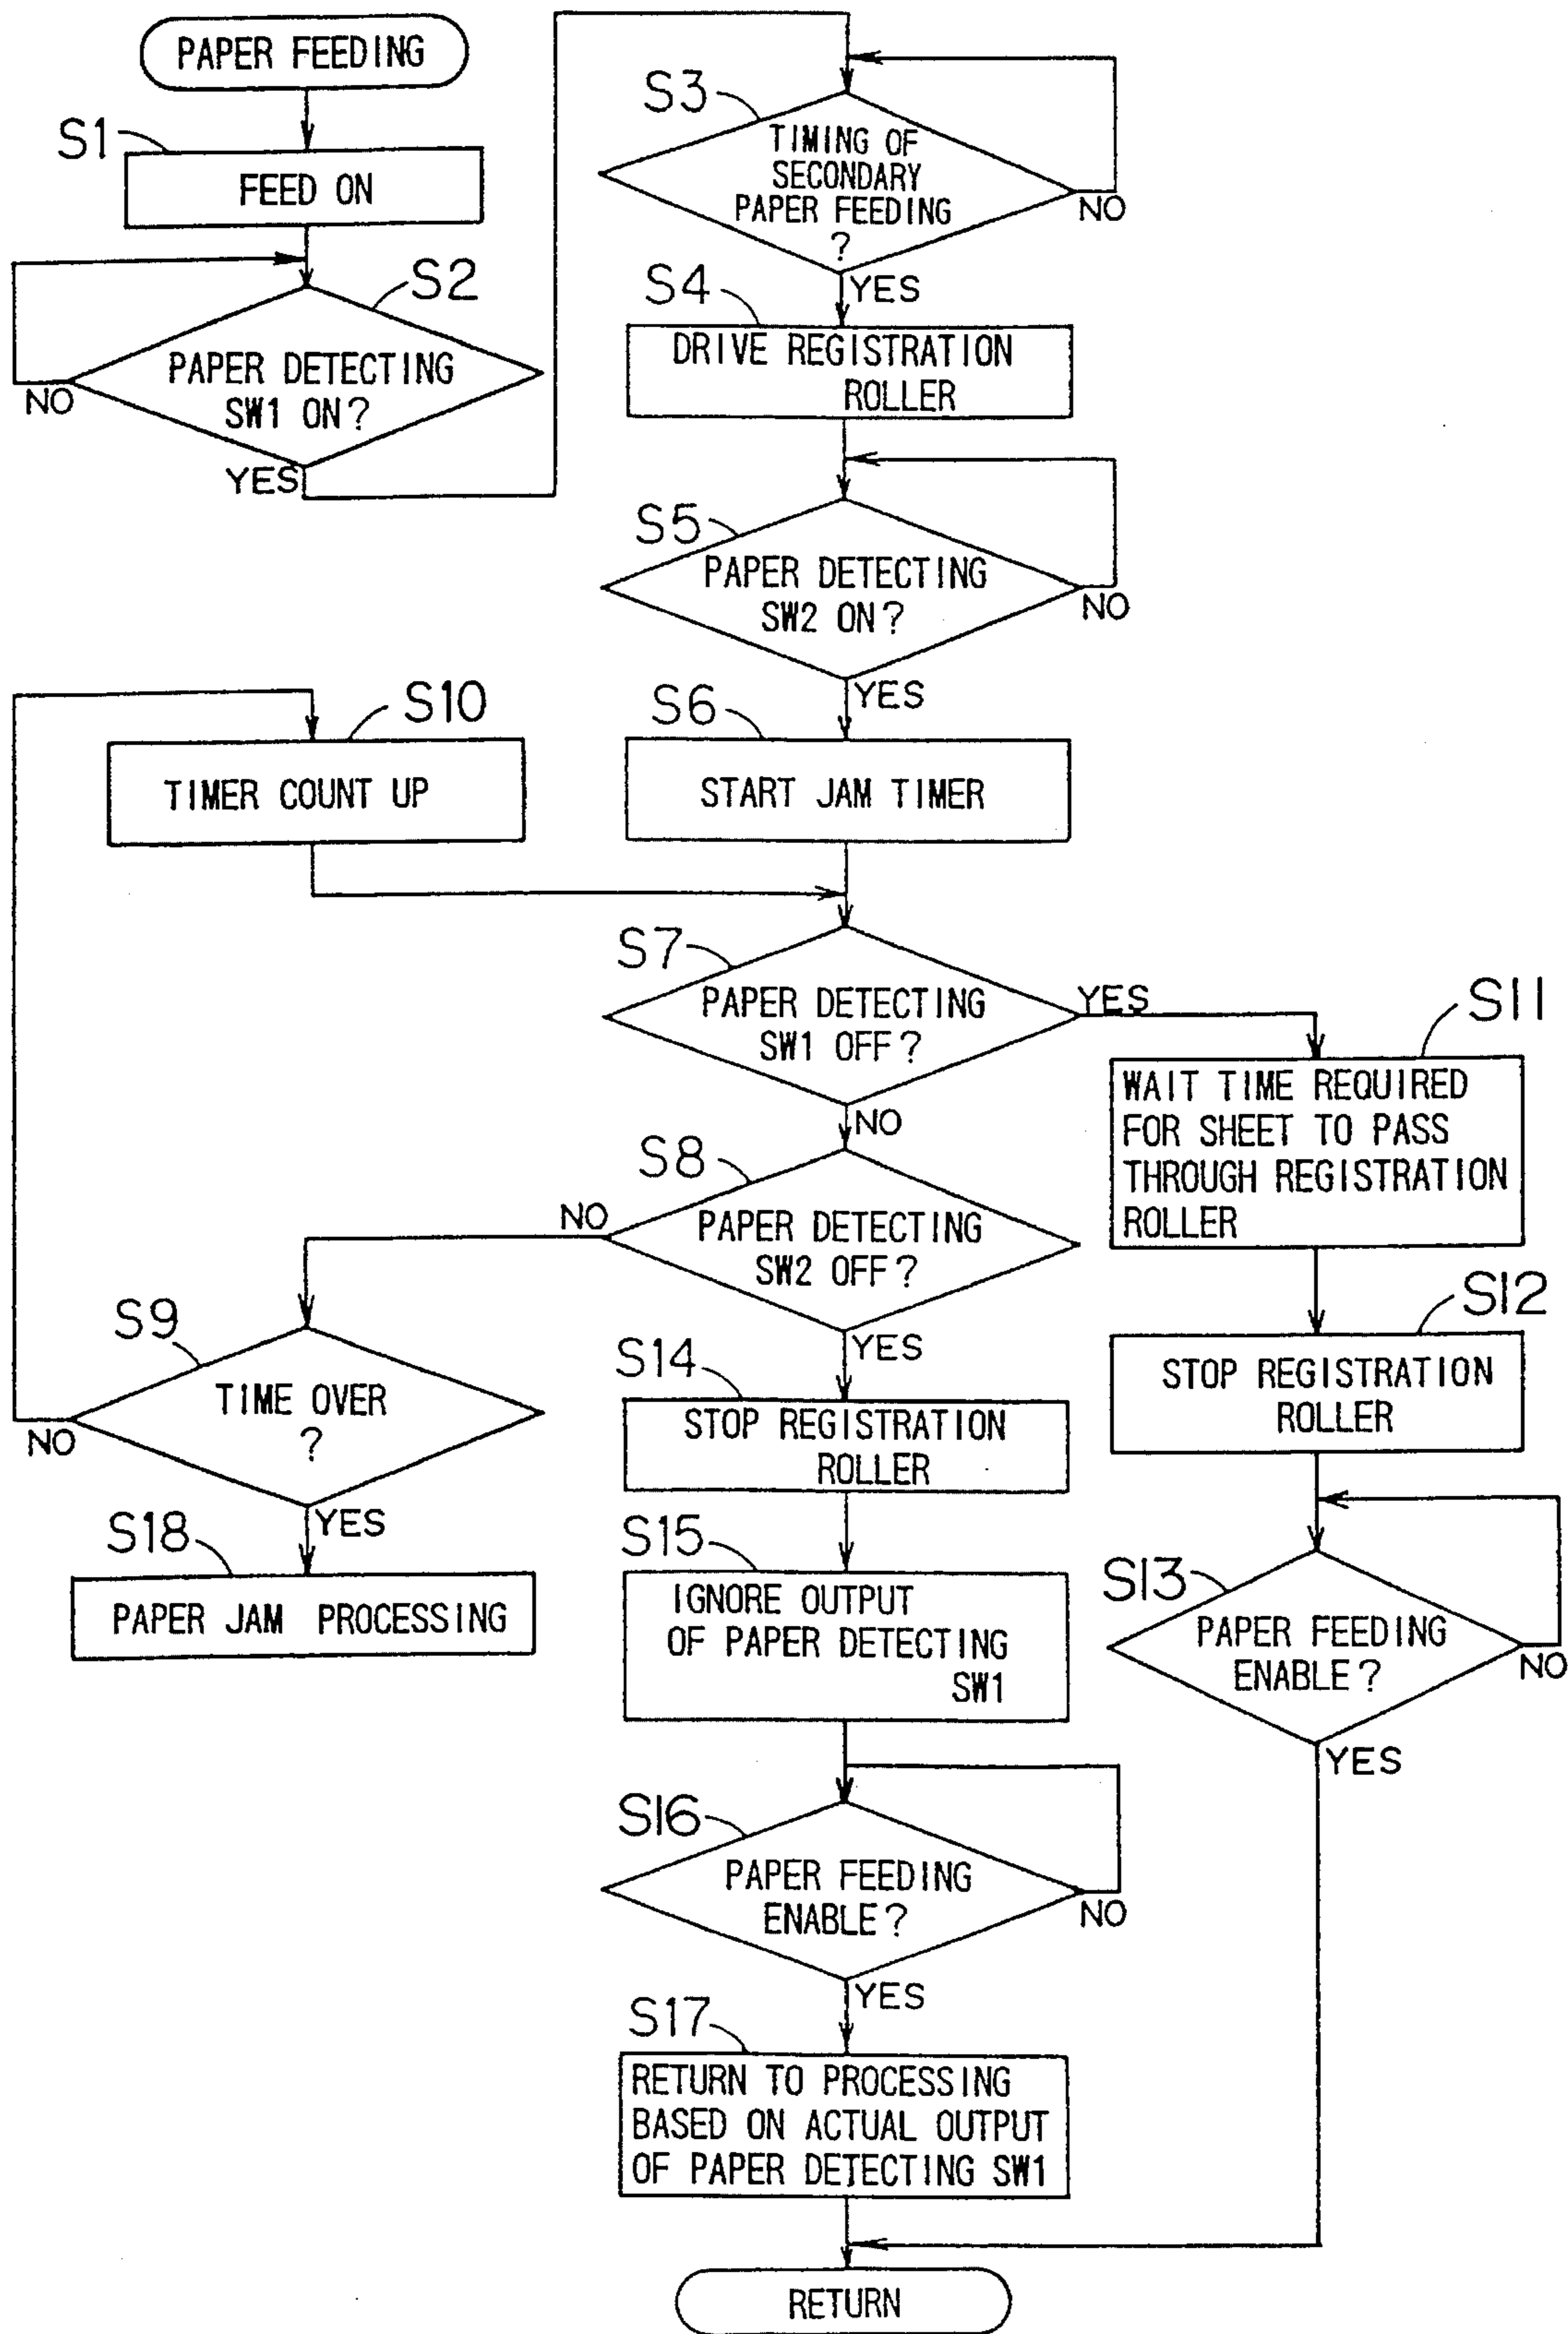 PAPER FEEDING
S1
FEED ON
S2
PAPER DETECTING
SW1 ON?
NO
YES
S3
TIMING OF
SECONDARY
PAPER FEEDING
?
NO
YES
S4
DRIVE REGISTRATION
ROLLER
S5
PAPER DETECTING
SW2 ON?
NO
YES
S6
START JAM TIMER
S10
TIMER COUNT UP
S7
PAPER DETECTING
SW1 OFF?
YES
NO
S8
PAPER DETECTING
SW2 OFF?
NO
YES
S9
TIME OVER
?
NO
YES
S18
PAPER JAM PROCESSING
S11
WAIT TIME REQUIRED
FOR SHEET TO PASS
THROUGH REGISTRATION
ROLLER
S12
STOP REGISTRATION
ROLLER
S13
PAPER FEEDING
ENABLE?
NO
YES
S14
STOP REGISTRATION
ROLLER
S15
IGNORE OUTPUT
OF PAPER DETECTING
SW1
S16
PAPER FEEDING
ENABLE?
NO
YES
S17
RETURN TO PROCESSING
BASED ON ACTUAL OUTPUT
OF PAPER DETECTING SW1
RETURN